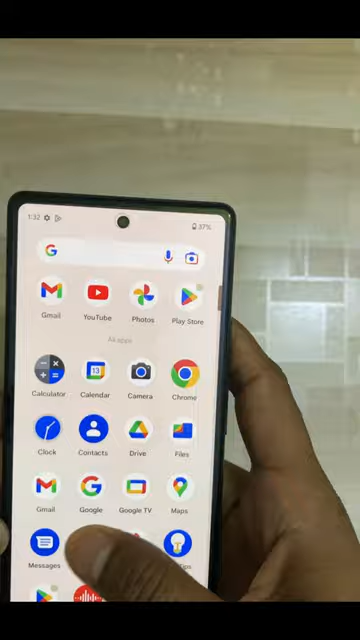 1:32 37%
G
Gmail YouTube Photos Play Store
All apps
Calculator Calendar Camera Chrome
Clock Contacts Drive Files
Gmail Google Google TV Maps
Messages Tips